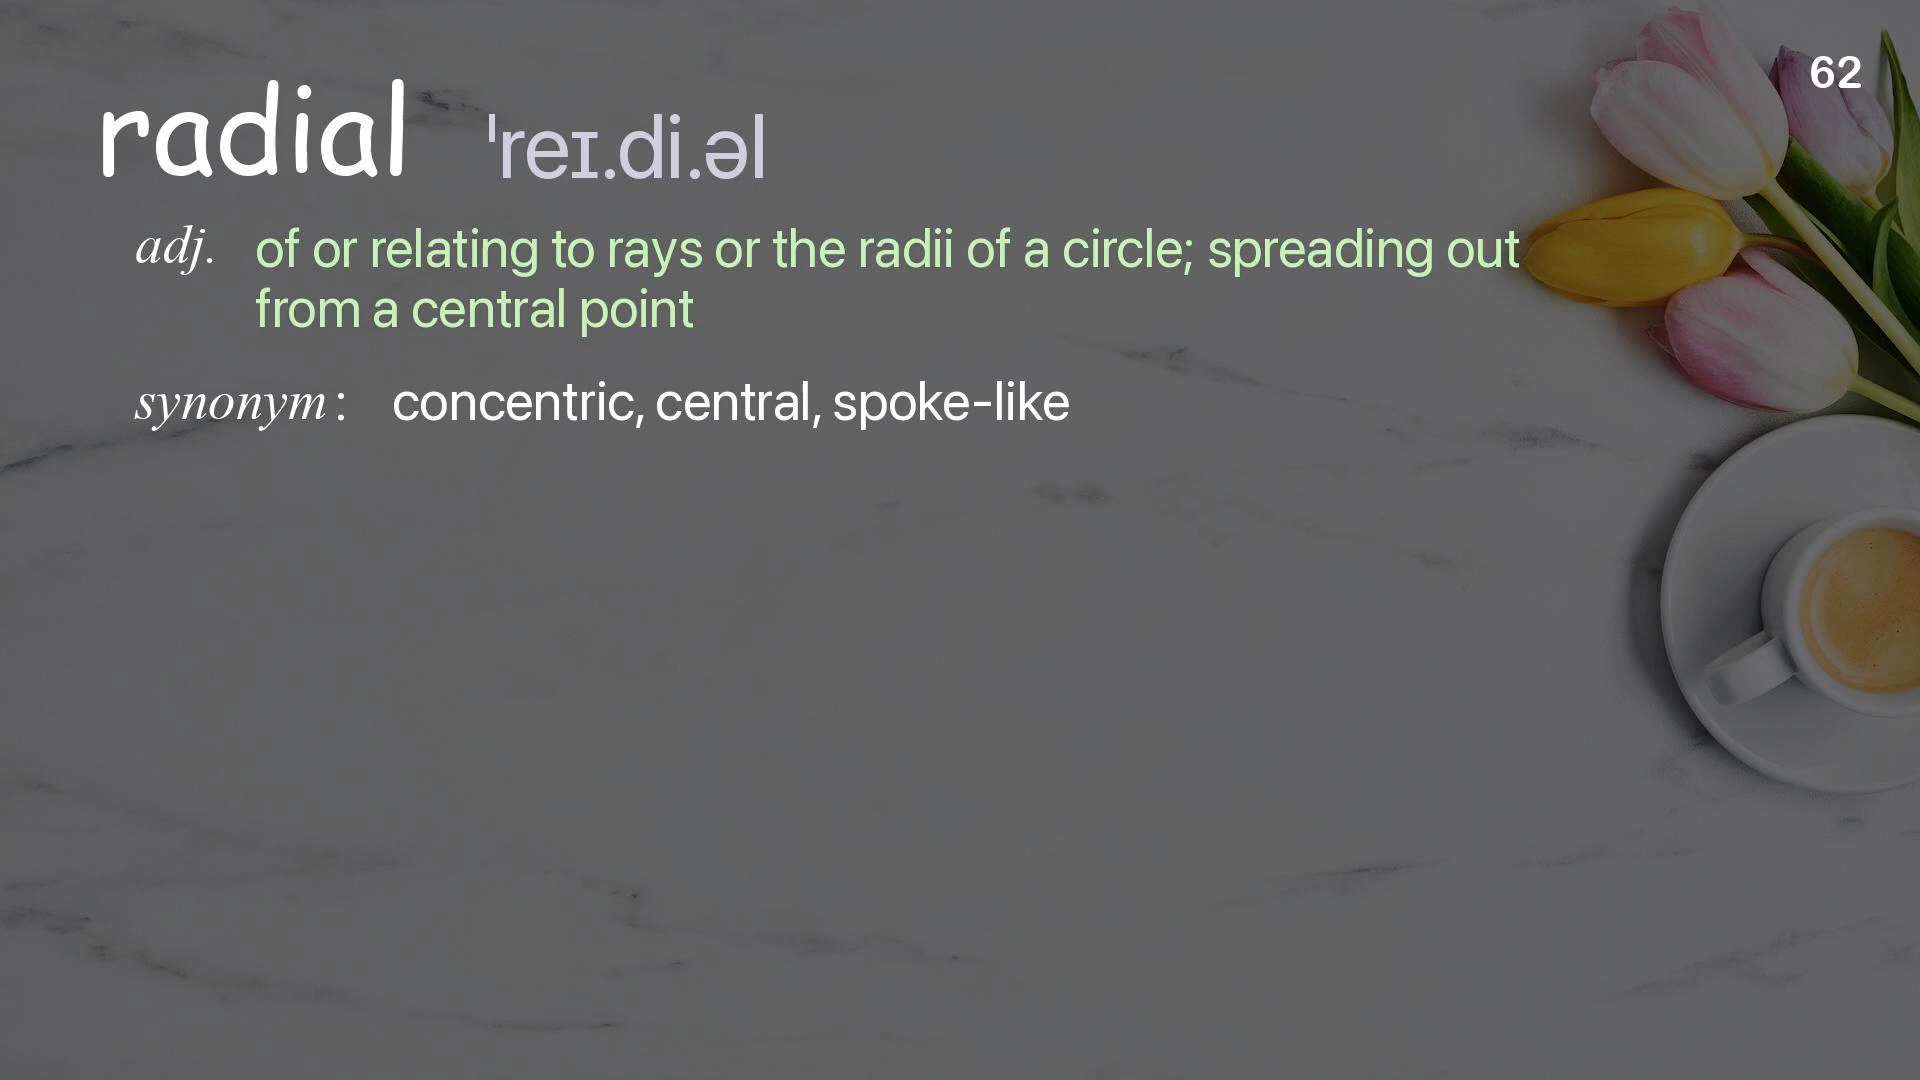 62
radial ˈreɪ.di.əl
adj. of or relating to rays or the radii of a circle; spreading out
from a central point
synonym: concentric, central, spoke-like